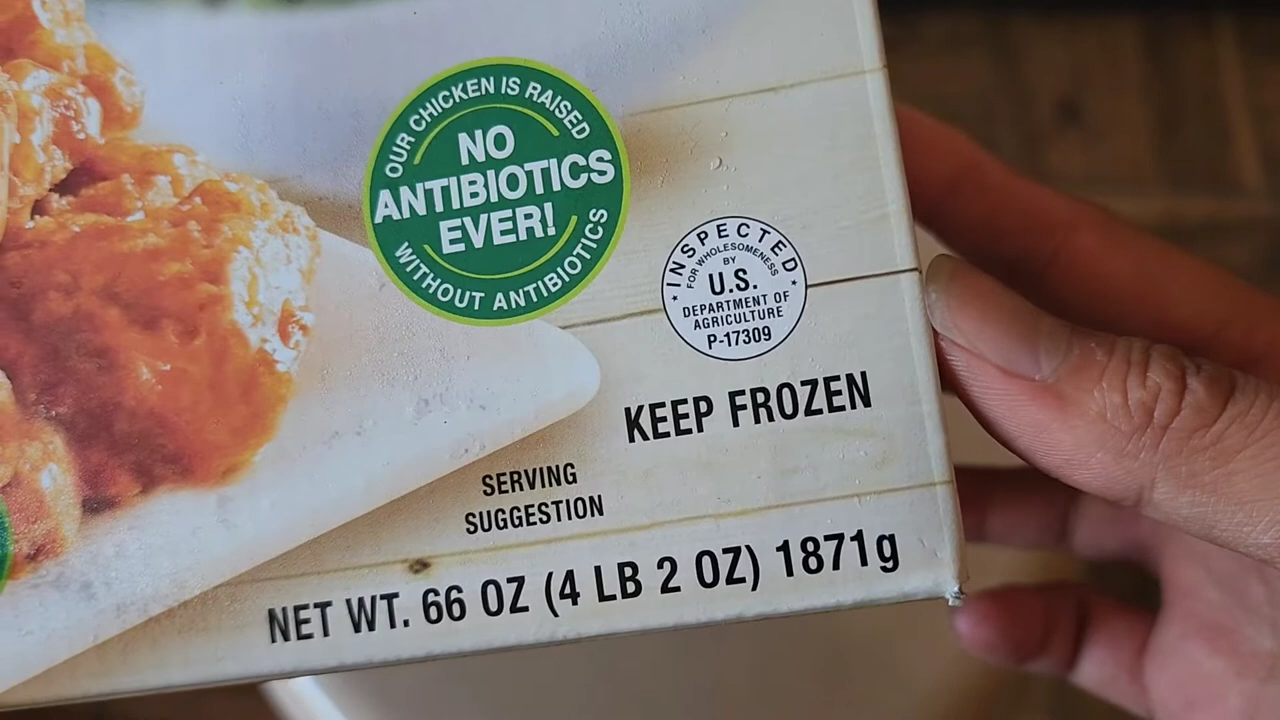 OUR CHICKEN IS RAISED
NO
ANTIBIOTICS
EVER!
WITHOUT ANTIBIOTICS
INSPECTED
FOR WHOLESOMENESS
BY
U.S.
DEPARTMENT OF
AGRICULTURE
P-17309
KEEP FROZEN
SERVING
SUGGESTION
NET WT. 66 OZ (4 LB 2 OZ) 1871g